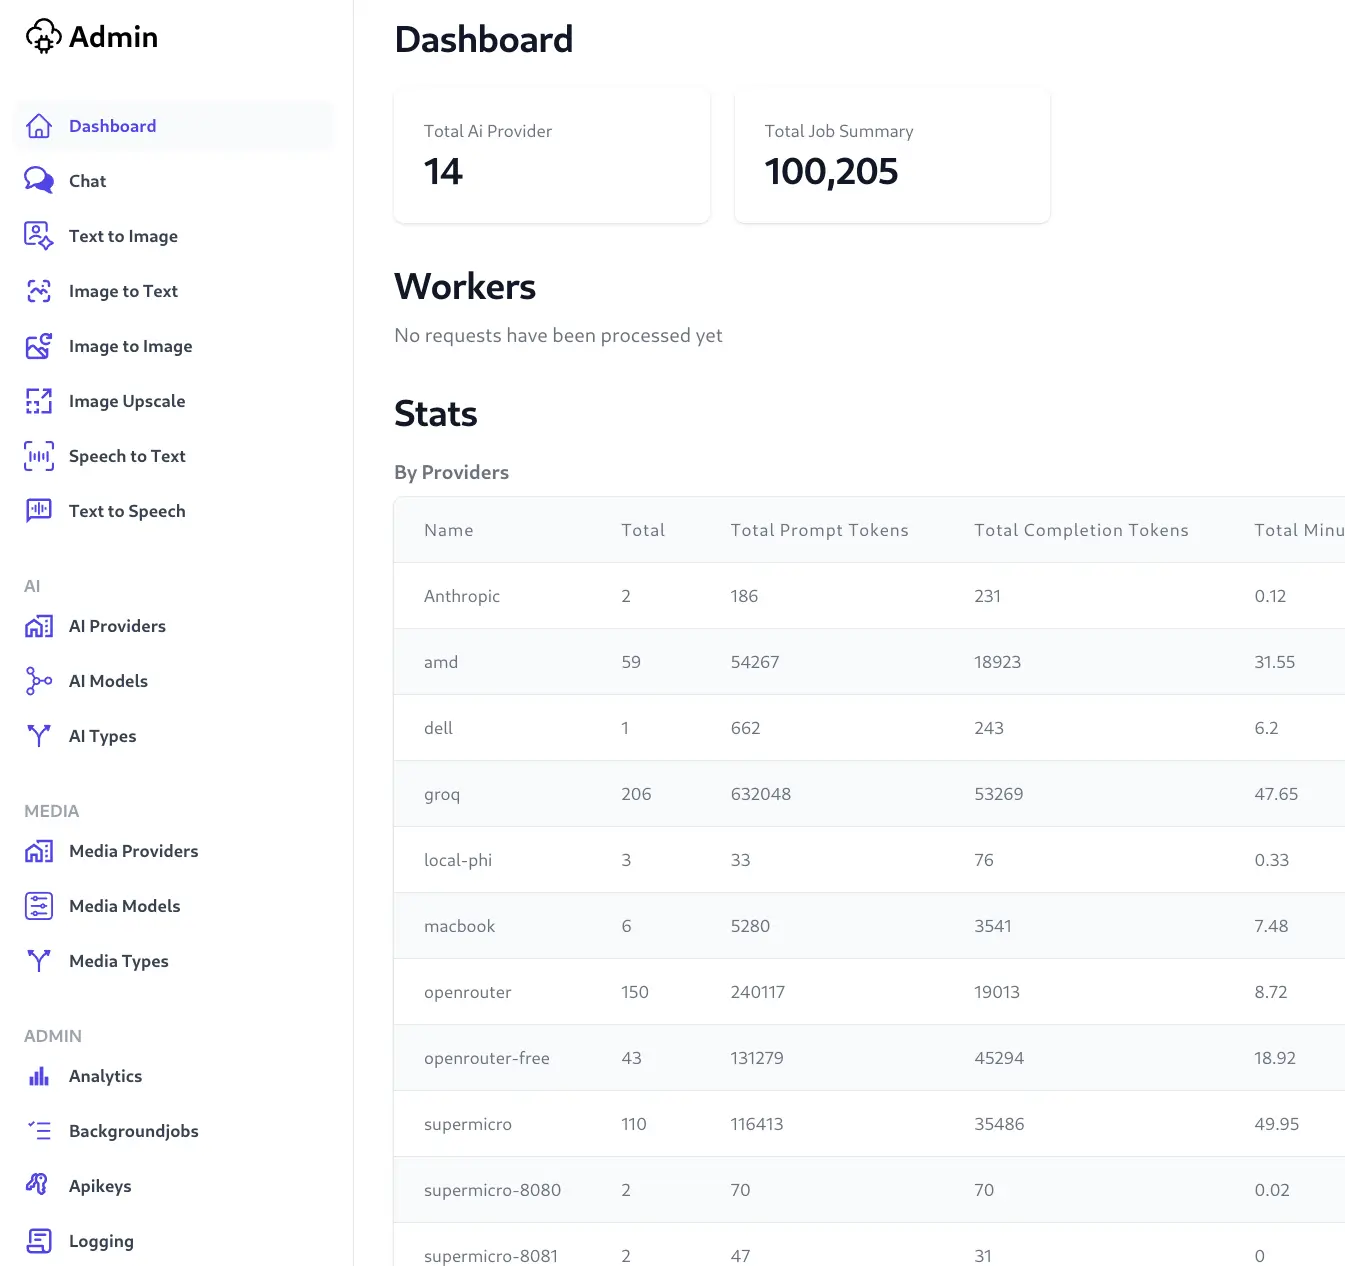 Admin
Dashboard
Chat
Text to Image
Image to Text
Image to Image
Image Upscale
Speech to Text
Text to Speech
AI
AI Providers
AI Models
AI Types
MEDIA
Media Providers
Media Models
Media Types
ADMIN
Analytics
Backgroundjobs
Apikeys
Logging
Dashboard
Total Ai Provider
14
Total Job Summary
100,205
Workers
No requests have been processed yet
Stats
By Providers
Name Total Total Prompt Tokens Total Completion Tokens Total Minu
Anthropic 2 186 231 0.12
amd 59 54267 18923 31.55
dell 1 662 243 6.2
groq 206 632048 53269 47.65
local-phi 3 33 76 0.33
macbook 6 5280 3541 7.48
openrouter 150 240117 19013 8.72
openrouter-free 43 131279 45294 18.92
supermicro 110 116413 35486 49.95
supermicro-8080 2 70 70 0.02
supermicro-8081 2 47 31 0